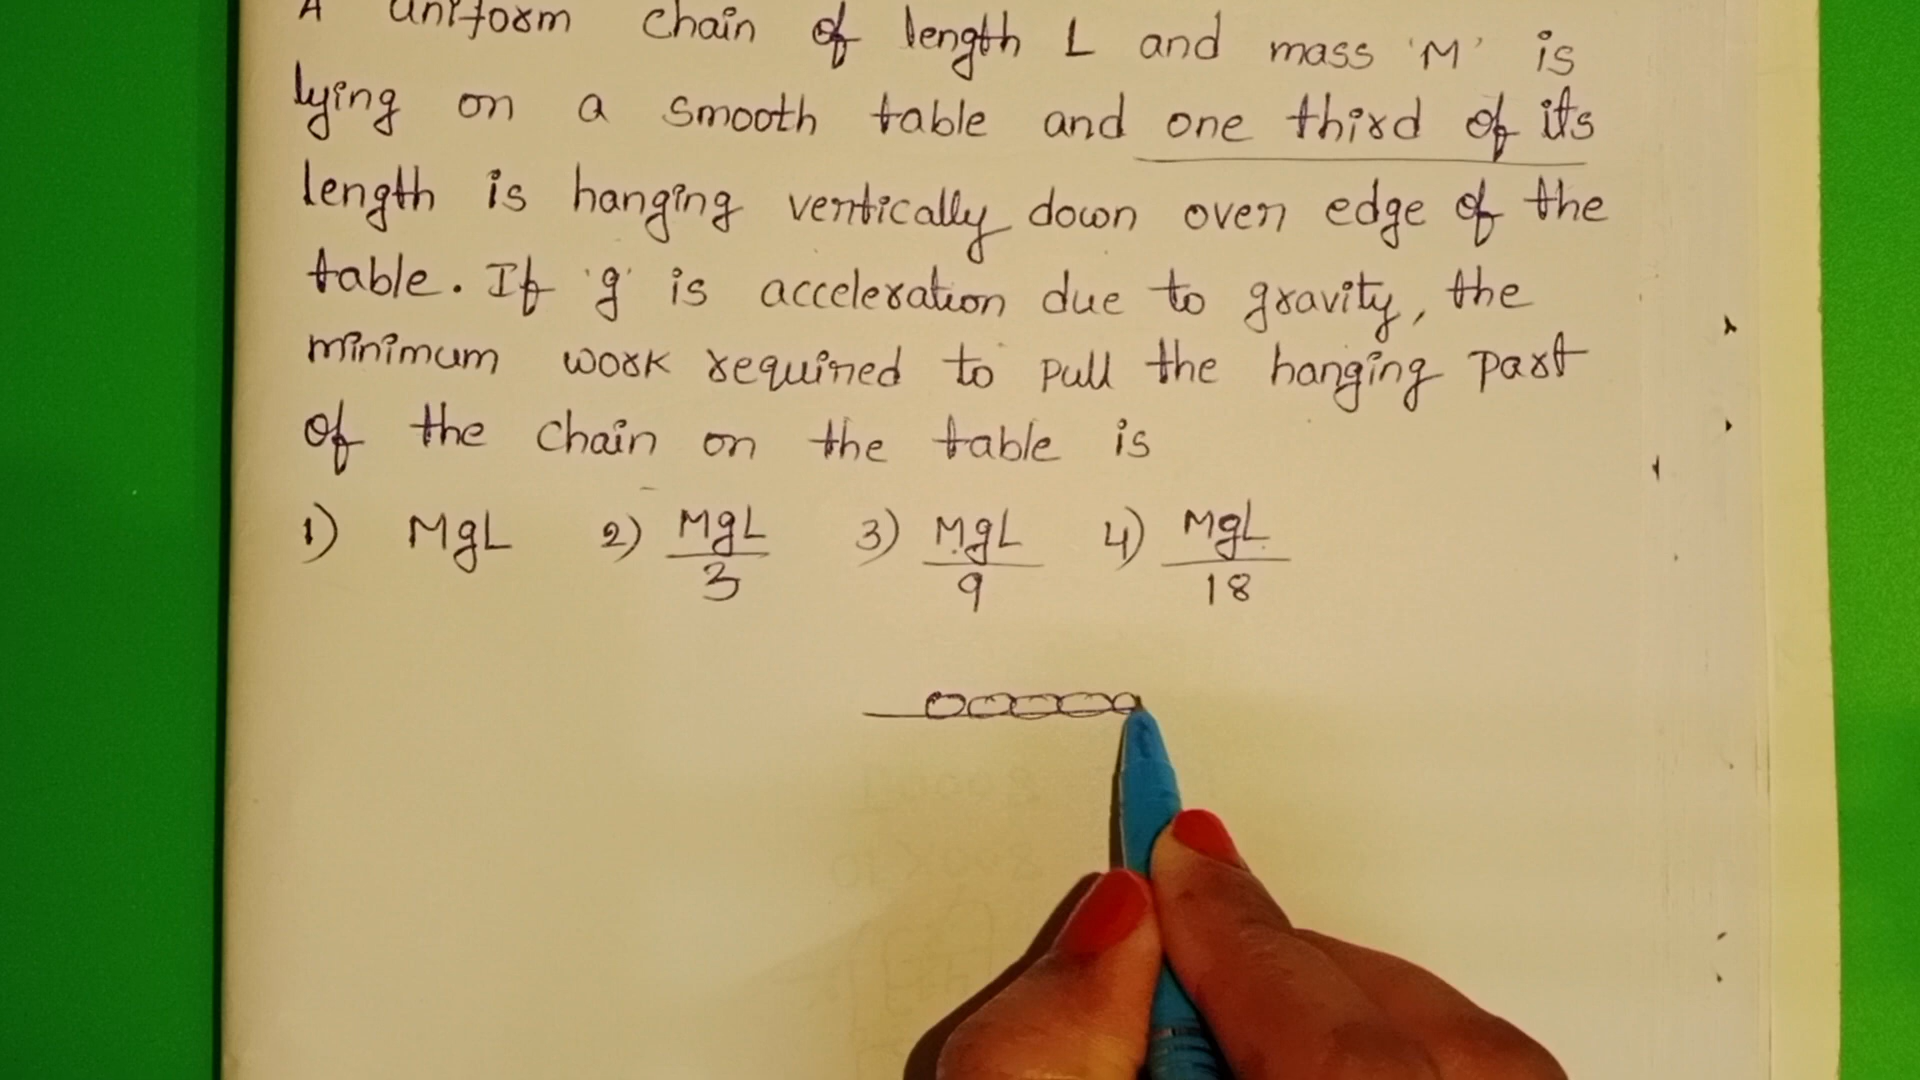 A uniform chain of length L and mass 'M' is
lying on a smooth table and one third of its
length is hanging vertically down over edge of the
table. If 'g' is acceleration due to gravity, the
minimum work required to pull the hanging part
of the chain on the table is
1) MgL 2) MgL/3 3) MgL/9 4) MgL/18